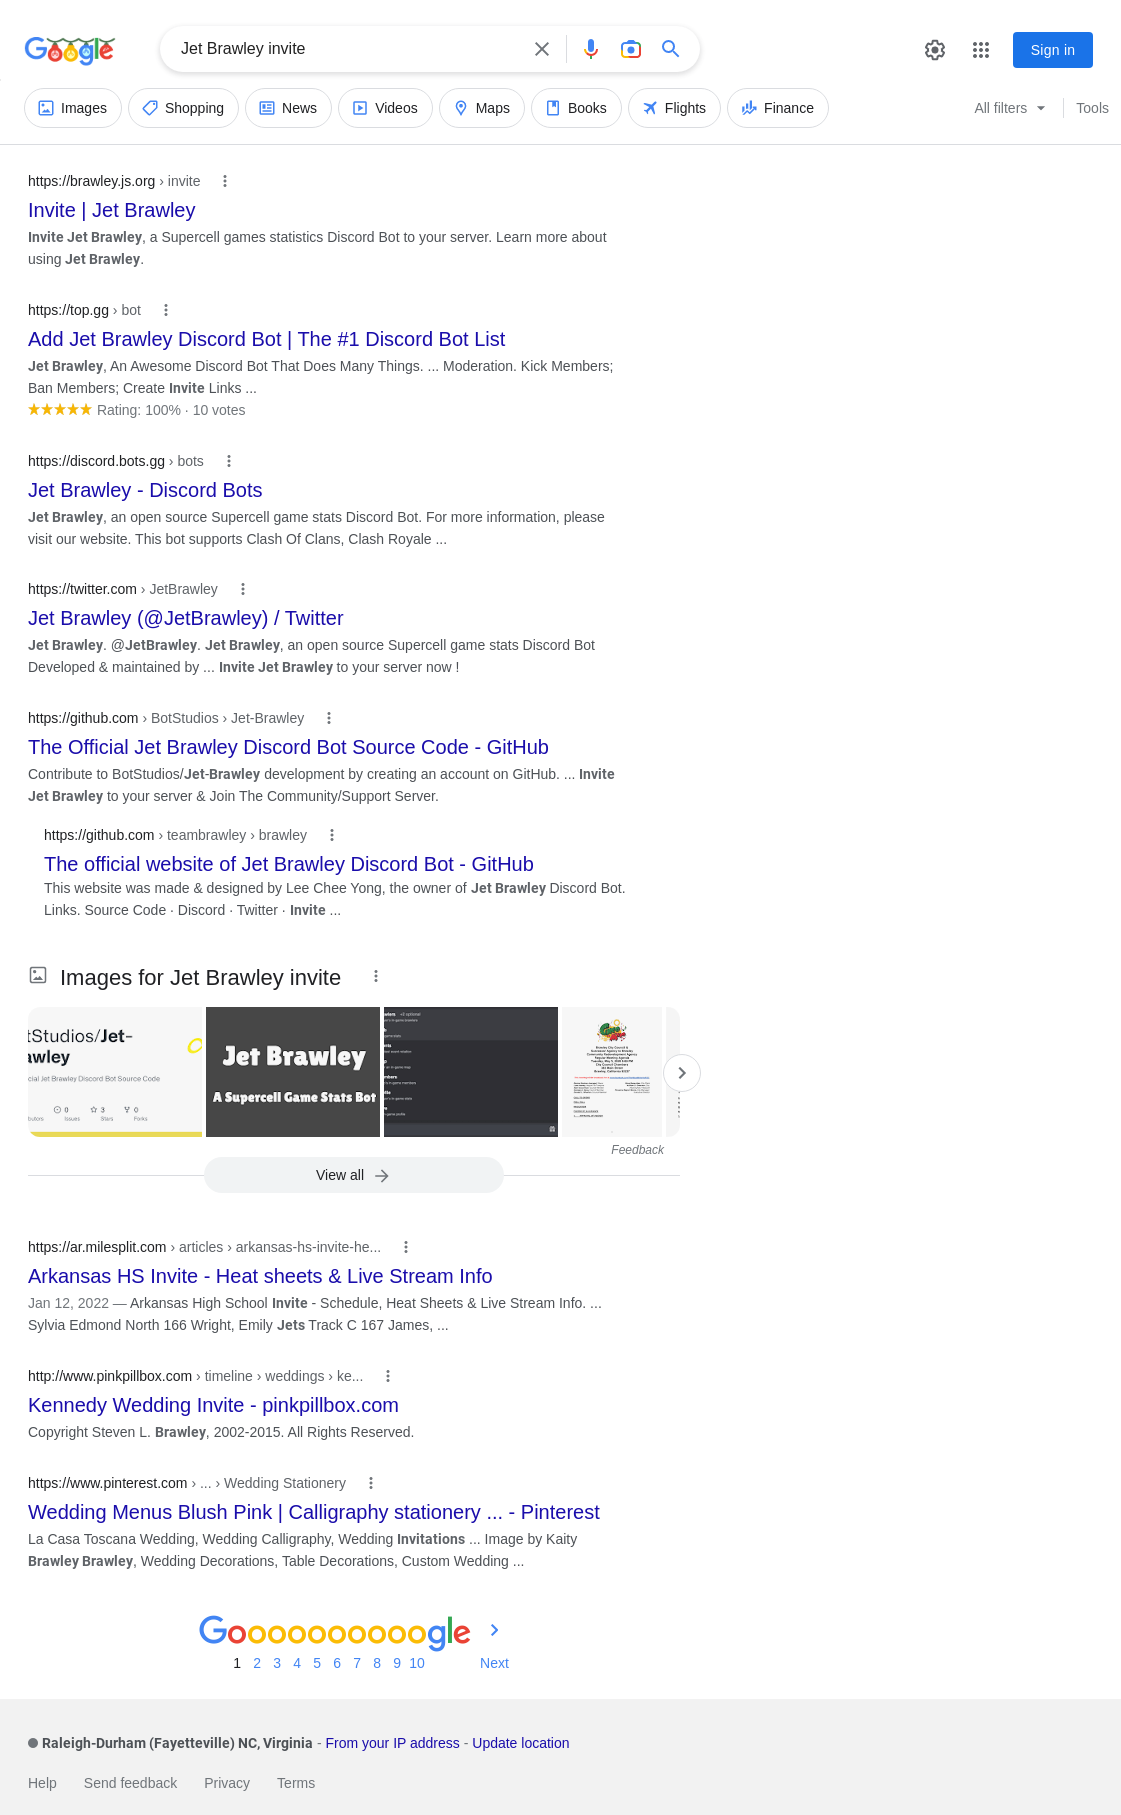 Google
Jet Brawley invite
Sign in
Images
Shopping
News
Videos
Maps
Books
Flights
Finance
All filters
Tools
https://brawley.js.org › invite
Invite | Jet Brawley
Invite Jet Brawley, a Supercell games statistics Discord Bot to your server. Learn more about
using Jet Brawley.
https://top.gg › bot
Add Jet Brawley Discord Bot | The #1 Discord Bot List
Jet Brawley, An Awesome Discord Bot That Does Many Things. ... Moderation. Kick Members;
Ban Members; Create Invite Links ...
Rating: 100% · 10 votes
https://discord.bots.gg › bots
Jet Brawley - Discord Bots
Jet Brawley, an open source Supercell game stats Discord Bot. For more information, please
visit our website. This bot supports Clash Of Clans, Clash Royale ...
https://twitter.com › JetBrawley
Jet Brawley (@JetBrawley) / Twitter
Jet Brawley. @JetBrawley. Jet Brawley, an open source Supercell game stats Discord Bot
Developed & maintained by ... Invite Jet Brawley to your server now !
https://github.com › BotStudios › Jet-Brawley
The Official Jet Brawley Discord Bot Source Code - GitHub
Contribute to BotStudios/Jet-Brawley development by creating an account on GitHub. ... Invite
Jet Brawley to your server & Join The Community/Support Server.
https://github.com › teambrawley › brawley
The official website of Jet Brawley Discord Bot - GitHub
This website was made & designed by Lee Chee Yong, the owner of Jet Brawley Discord Bot.
Links. Source Code · Discord · Twitter · Invite ...
Images for Jet Brawley invite
tStudios/Jet-
awley
cial Jet Brawley Discord Bot Source Code
0 3 0
Issues Stars Forks
Jet Brawley
A Supercell Game Stats Bot
Feedback
View all
https://ar.milesplit.com › articles › arkansas-hs-invite-he...
Arkansas HS Invite - Heat sheets & Live Stream Info
Jan 12, 2022 — Arkansas High School Invite - Schedule, Heat Sheets & Live Stream Info. ...
Sylvia Edmond North 166 Wright, Emily Jets Track C 167 James, ...
http://www.pinkpillbox.com › timeline › weddings › ke...
Kennedy Wedding Invite - pinkpillbox.com
Copyright Steven L. Brawley, 2002-2015. All Rights Reserved.
https://www.pinterest.com › ... › Wedding Stationery
Wedding Menus Blush Pink | Calligraphy stationery ... - Pinterest
La Casa Toscana Wedding, Wedding Calligraphy, Wedding Invitations ... Image by Kaity
Brawley Brawley, Wedding Decorations, Table Decorations, Custom Wedding ...
Goooooooooogle
1 2 3 4 5 6 7 8 9 10 Next
Raleigh-Durham (Fayetteville) NC, Virginia - From your IP address - Update location
Help Send feedback Privacy Terms